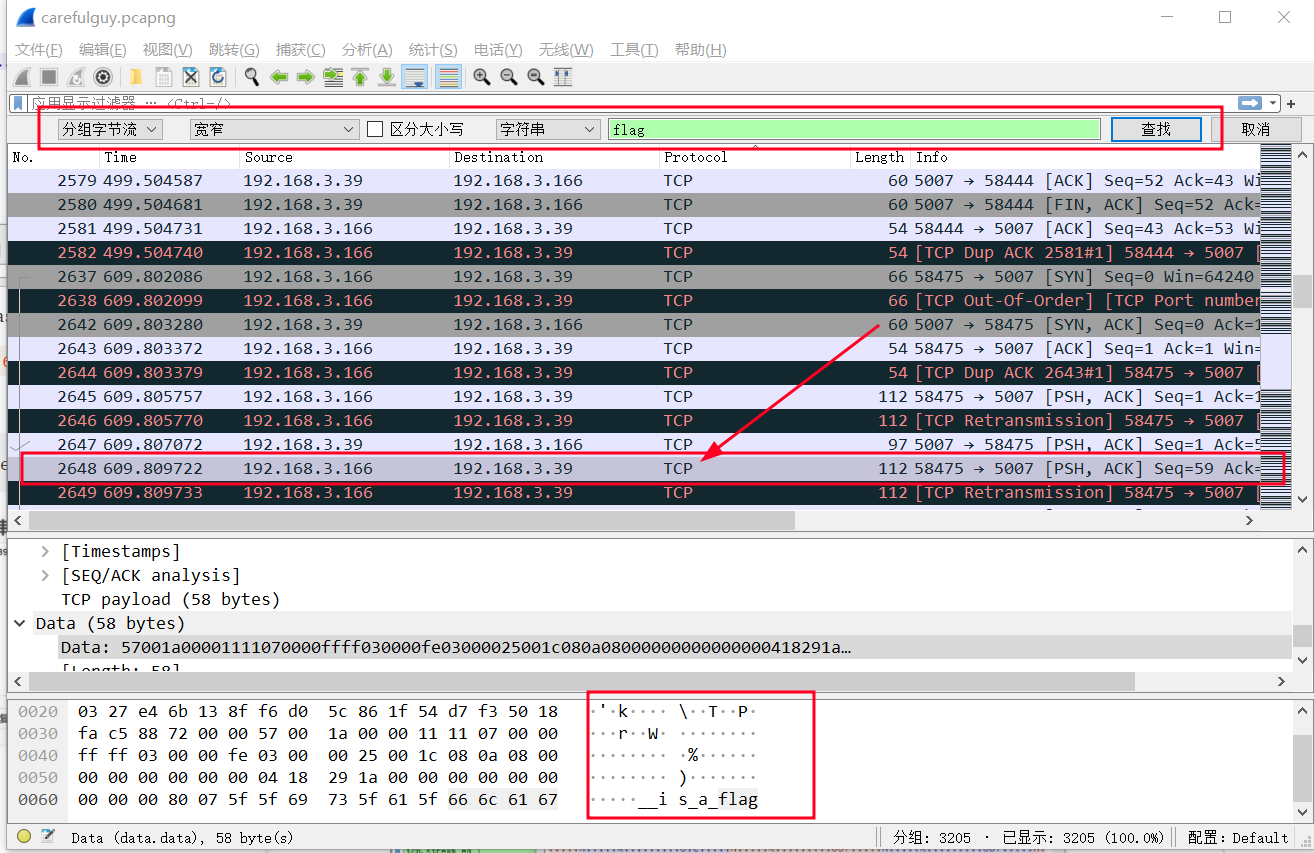 carefulguy.pcapng
文件(F) 编辑(E) 视图(V) 跳转(G) 捕获(C) 分析(A) 统计(S) 电话(Y) 无线(W) 工具(T) 帮助(H)
应用显示过滤器 … <Ctrl-/>
分组字节流 宽窄 区分大小写 字符串 flag 查找 取消
No. Time Source Destination Protocol Length Info
2579 499.504587 192.168.3.39 192.168.3.166 TCP 60 5007 → 58444 [ACK] Seq=52 Ack=43 Wi
2580 499.504681 192.168.3.39 192.168.3.166 TCP 60 5007 → 58444 [FIN, ACK] Seq=52 Ack=
2581 499.504731 192.168.3.166 192.168.3.39 TCP 54 58444 → 5007 [ACK] Seq=43 Ack=53 Wi
2582 499.504740 192.168.3.166 192.168.3.39 TCP 54 [TCP Dup ACK 2581#1] 58444 → 5007 [
2637 609.802086 192.168.3.166 192.168.3.39 TCP 66 58475 → 5007 [SYN] Seq=0 Win=64240
2638 609.802099 192.168.3.166 192.168.3.39 TCP 66 [TCP Out-Of-Order] [TCP Port number
2642 609.803280 192.168.3.39 192.168.3.166 TCP 60 5007 → 58475 [SYN, ACK] Seq=0 Ack=1
2643 609.803372 192.168.3.166 192.168.3.39 TCP 54 58475 → 5007 [ACK] Seq=1 Ack=1 Win=
2644 609.803379 192.168.3.166 192.168.3.39 TCP 54 [TCP Dup ACK 2643#1] 58475 → 5007 [
2645 609.805757 192.168.3.166 192.168.3.39 TCP 112 58475 → 5007 [PSH, ACK] Seq=1 Ack=1
2646 609.805770 192.168.3.166 192.168.3.39 TCP 112 [TCP Retransmission] 58475 → 5007 [
2647 609.807072 192.168.3.39 192.168.3.166 TCP 97 5007 → 58475 [PSH, ACK] Seq=1 Ack=5
2648 609.809722 192.168.3.166 192.168.3.39 TCP 112 58475 → 5007 [PSH, ACK] Seq=59 Ack=
2649 609.809733 192.168.3.166 192.168.3.39 TCP 112 [TCP Retransmission] 58475 → 5007 [
[Timestamps]
[SEQ/ACK analysis]
TCP payload (58 bytes)
Data (58 bytes)
Data: 57001a00001111070000ffff030000fe03000025001c080a08000000000000000418291a…
[Length: 58]
0020 03 27 e4 6b 13 8f f6 d0 5c 86 1f 54 d7 f3 50 18 ·'·k···· \··T··P·
0030 fa c5 88 72 00 00 57 00 1a 00 00 11 11 07 00 00 ···r··W· ········
0040 ff ff 03 00 00 fe 03 00 00 25 00 1c 08 0a 08 00 ········ ·%······
0050 00 00 00 00 00 00 04 18 29 1a 00 00 00 00 00 00 ········ )·······
0060 00 00 00 80 07 5f 5f 69 73 5f 61 5f 66 6c 61 67 ·····__i s_a_flag
Data (data.data), 58 byte(s) 分组: 3205 · 已显示: 3205 (100.0%) 配置: Default